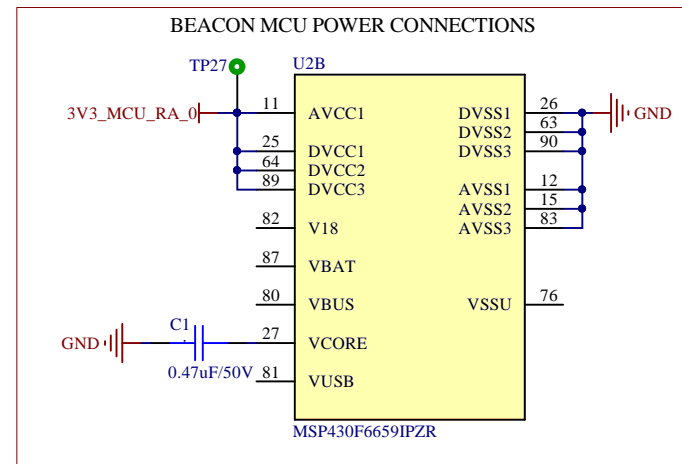 BEACON MCU POWER CONNECTIONS
TP27 U2B
3V3_MCU_RA_0 11 AVCC1 DVSS1 26 GND
DVSS2 63
25 DVCC1 DVSS3 90
64 DVCC2
89 DVCC3 AVSS1 12
AVSS2 15
82 V18 AVSS3 83
87 VBAT
80 VBUS VSSU 76
C1
GND 27 VCORE
0.47uF/50V 81 VUSB
MSP430F6659IPZR